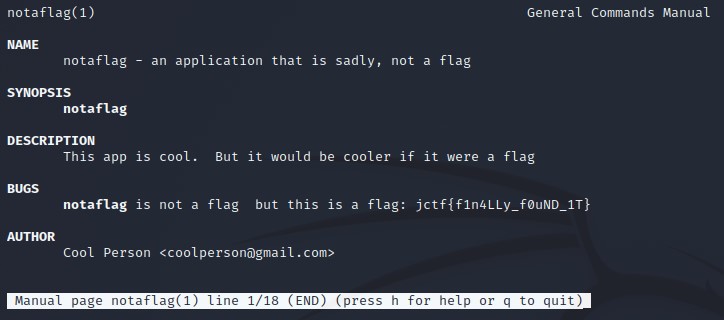 notaflag(1) General Commands Manual
NAME
notaflag - an application that is sadly, not a flag
SYNOPSIS
notaflag
DESCRIPTION
This app is cool.  But it would be cooler if it were a flag
BUGS
notaflag is not a flag  but this is a flag: jctf{f1n4LLy_f0uND_1T}
AUTHOR
Cool Person <coolperson@gmail.com>
Manual page notaflag(1) line 1/18 (END) (press h for help or q to quit)